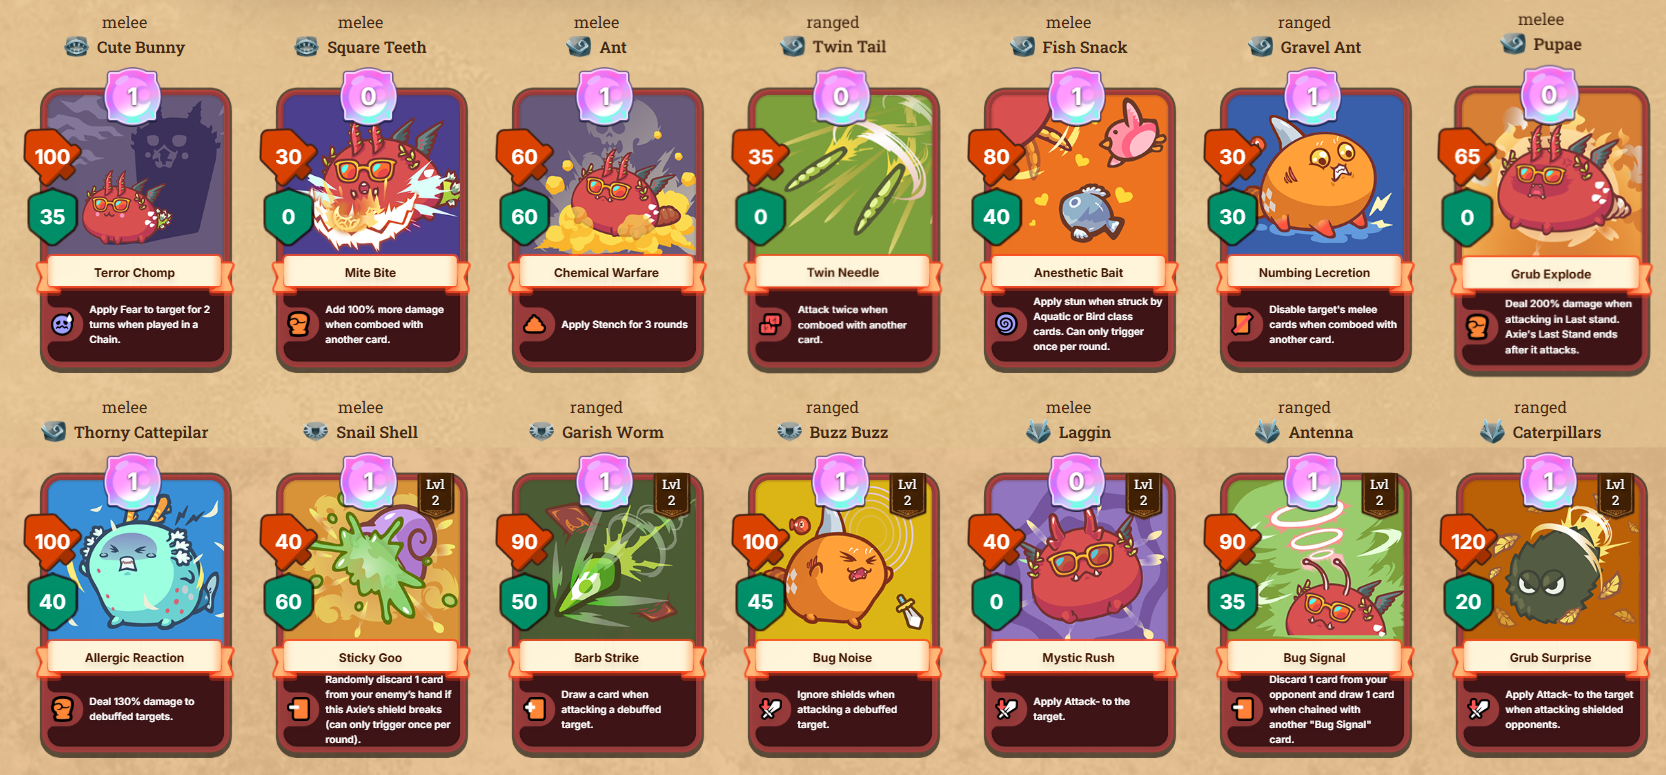 melee
Cute Bunny
1
100
35
Terror Chomp
Apply Fear to target for 2
turns when played in a
Chain.
melee
Square Teeth
0
30
0
Mite Bite
Add 100% more damage
when comboed with
another card.
melee
Ant
1
60
60
Chemical Warfare
Apply Stench for 3 rounds
ranged
Twin Tail
0
35
0
Twin Needle
Attack twice when
comboed with another
card.
melee
Fish Snack
1
80
40
Anesthetic Bait
Apply stun when struck by
Aquatic or Bird class
cards. Can only trigger
once per round.
ranged
Gravel Ant
1
30
30
Numbing Lecretion
Disable target's melee
cards when comboed with
another card.
melee
Pupae
0
65
0
Grub Explode
Deal 200% damage when
attacking in Last stand.
Axie's Last Stand ends
after it attacks.
melee
Thorny Cattepilar
1
100
40
Allergic Reaction
Deal 130% damage to
debuffed targets.
melee
Snail Shell
1
Lvl
2
40
60
Sticky Goo
Randomly discard 1 card
from your enemy's hand if
this Axie's shield breaks
(can only trigger once per
round).
ranged
Garish Worm
1
Lvl
2
90
50
Barb Strike
Draw a card when
attacking a debuffed
target.
ranged
Buzz Buzz
1
Lvl
2
100
45
Bug Noise
Ignore shields when
attacking a debuffed
target.
melee
Laggin
0
Lvl
2
40
0
Mystic Rush
Apply Attack- to the
target.
ranged
Antenna
1
Lvl
2
90
35
Bug Signal
Discard 1 card from your
opponent and draw 1 card
when chained with
another "Bug Signal"
card.
ranged
Caterpillars
1
Lvl
2
120
20
Grub Surprise
Apply Attack- to the target
when attacking shielded
opponents.